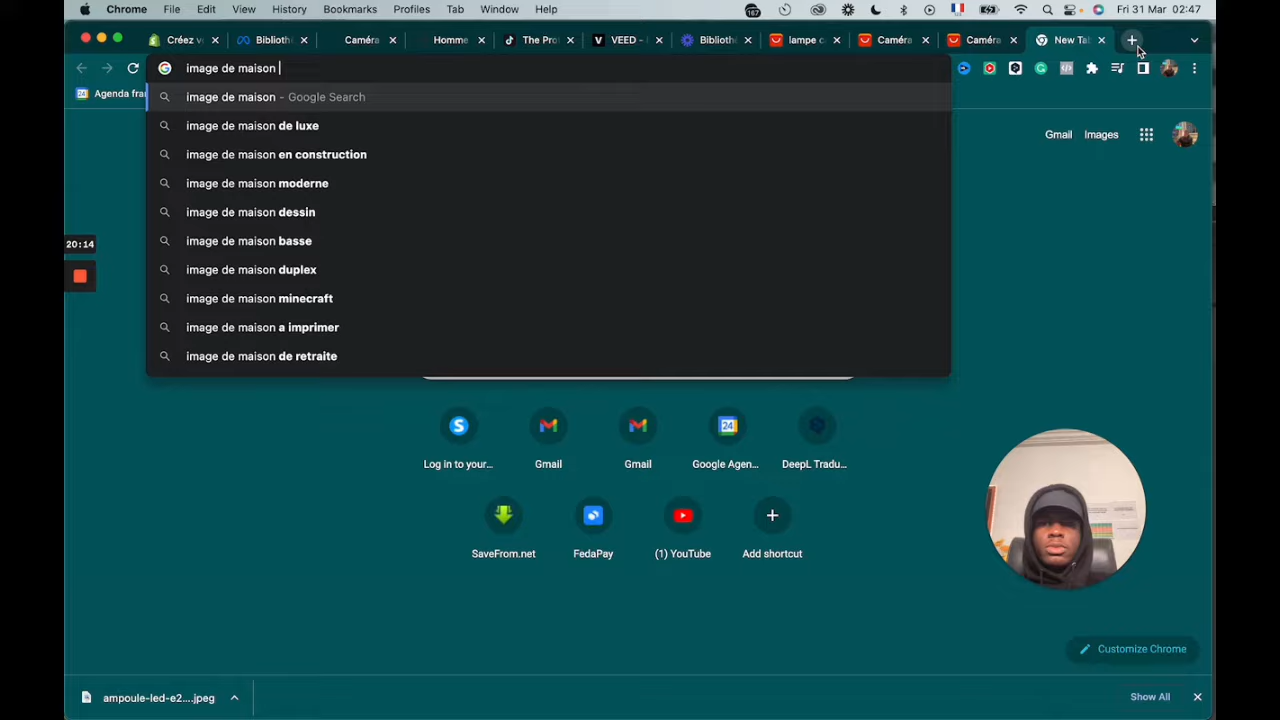 Chrome File Edit View History Bookmarks Profiles Tab Window Help 167 Fri 31 Mar 02:47
Créez v Biblioth Caméra Homme The Pro VEED - Biblioth lampe c Caméra Caméra New Tab
image de maison
Agenda fra
image de maison - Google Search
image de maison de luxe
Gmail Images
image de maison en construction
image de maison moderne
image de maison dessin
20:14
image de maison basse
image de maison duplex
image de maison minecraft
image de maison a imprimer
image de maison de retraite
24
Log in to your... Gmail Gmail Google Agen... DeepL Tradu...
SaveFrom.net FedaPay (1) YouTube Add shortcut
Customize Chrome
ampoule-led-e2....jpeg Show All